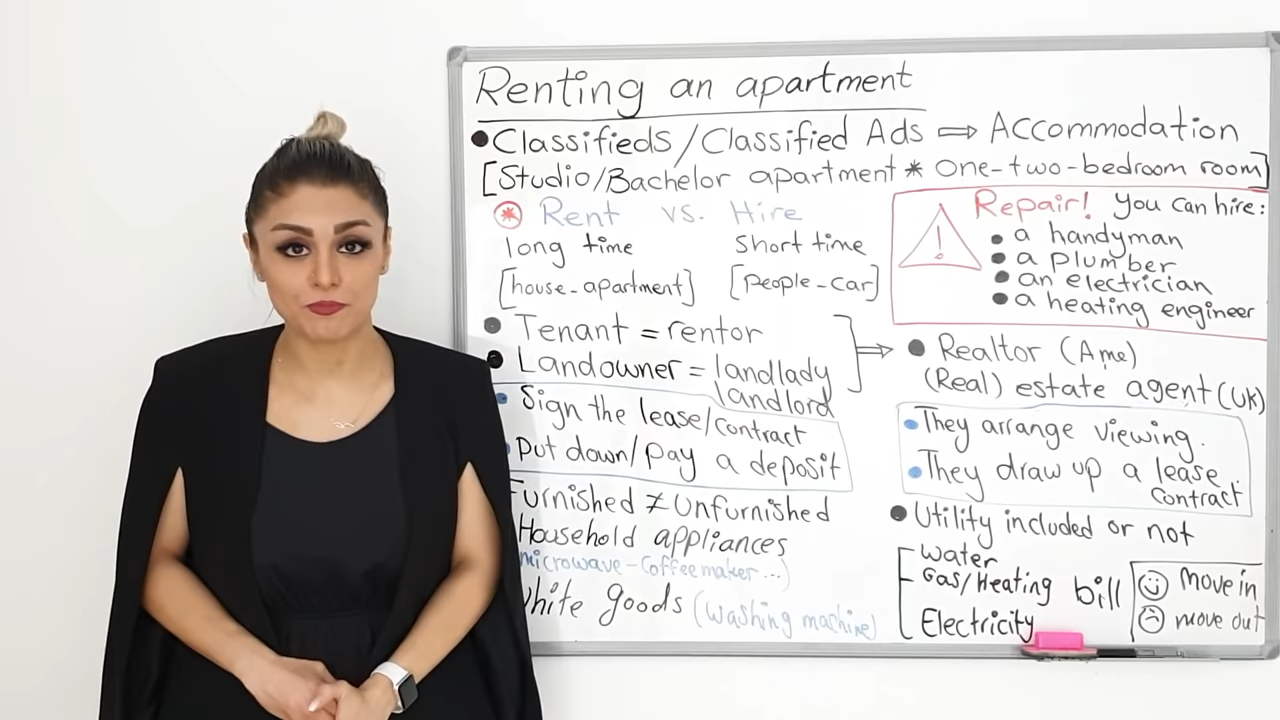 Renting an apartment
Classifieds/Classified Ads ⇒ Accommodation
[Studio/Bachelor apartment * one-two-bedroom room]
* Rent vs. Hire
long time short time
[house-apartment] [people-car]
Repair! You can hire:
!
a handyman
a plumber
an electrician
a heating engineer
Tenant = rentor
Landowner = landlady
landlord
⇒ Realtor (Ame)
(Real) estate agent (UK)
Sign the lease/contract
Put down/pay a deposit
They arrange viewing.
They draw up a lease
contract
Furnished ≠ Unfurnished
Household appliances
microwave-coffee maker...)
white goods (washing machine)
Utility included or not
Water
Gas/Heating bill
Electricity
move in
move out